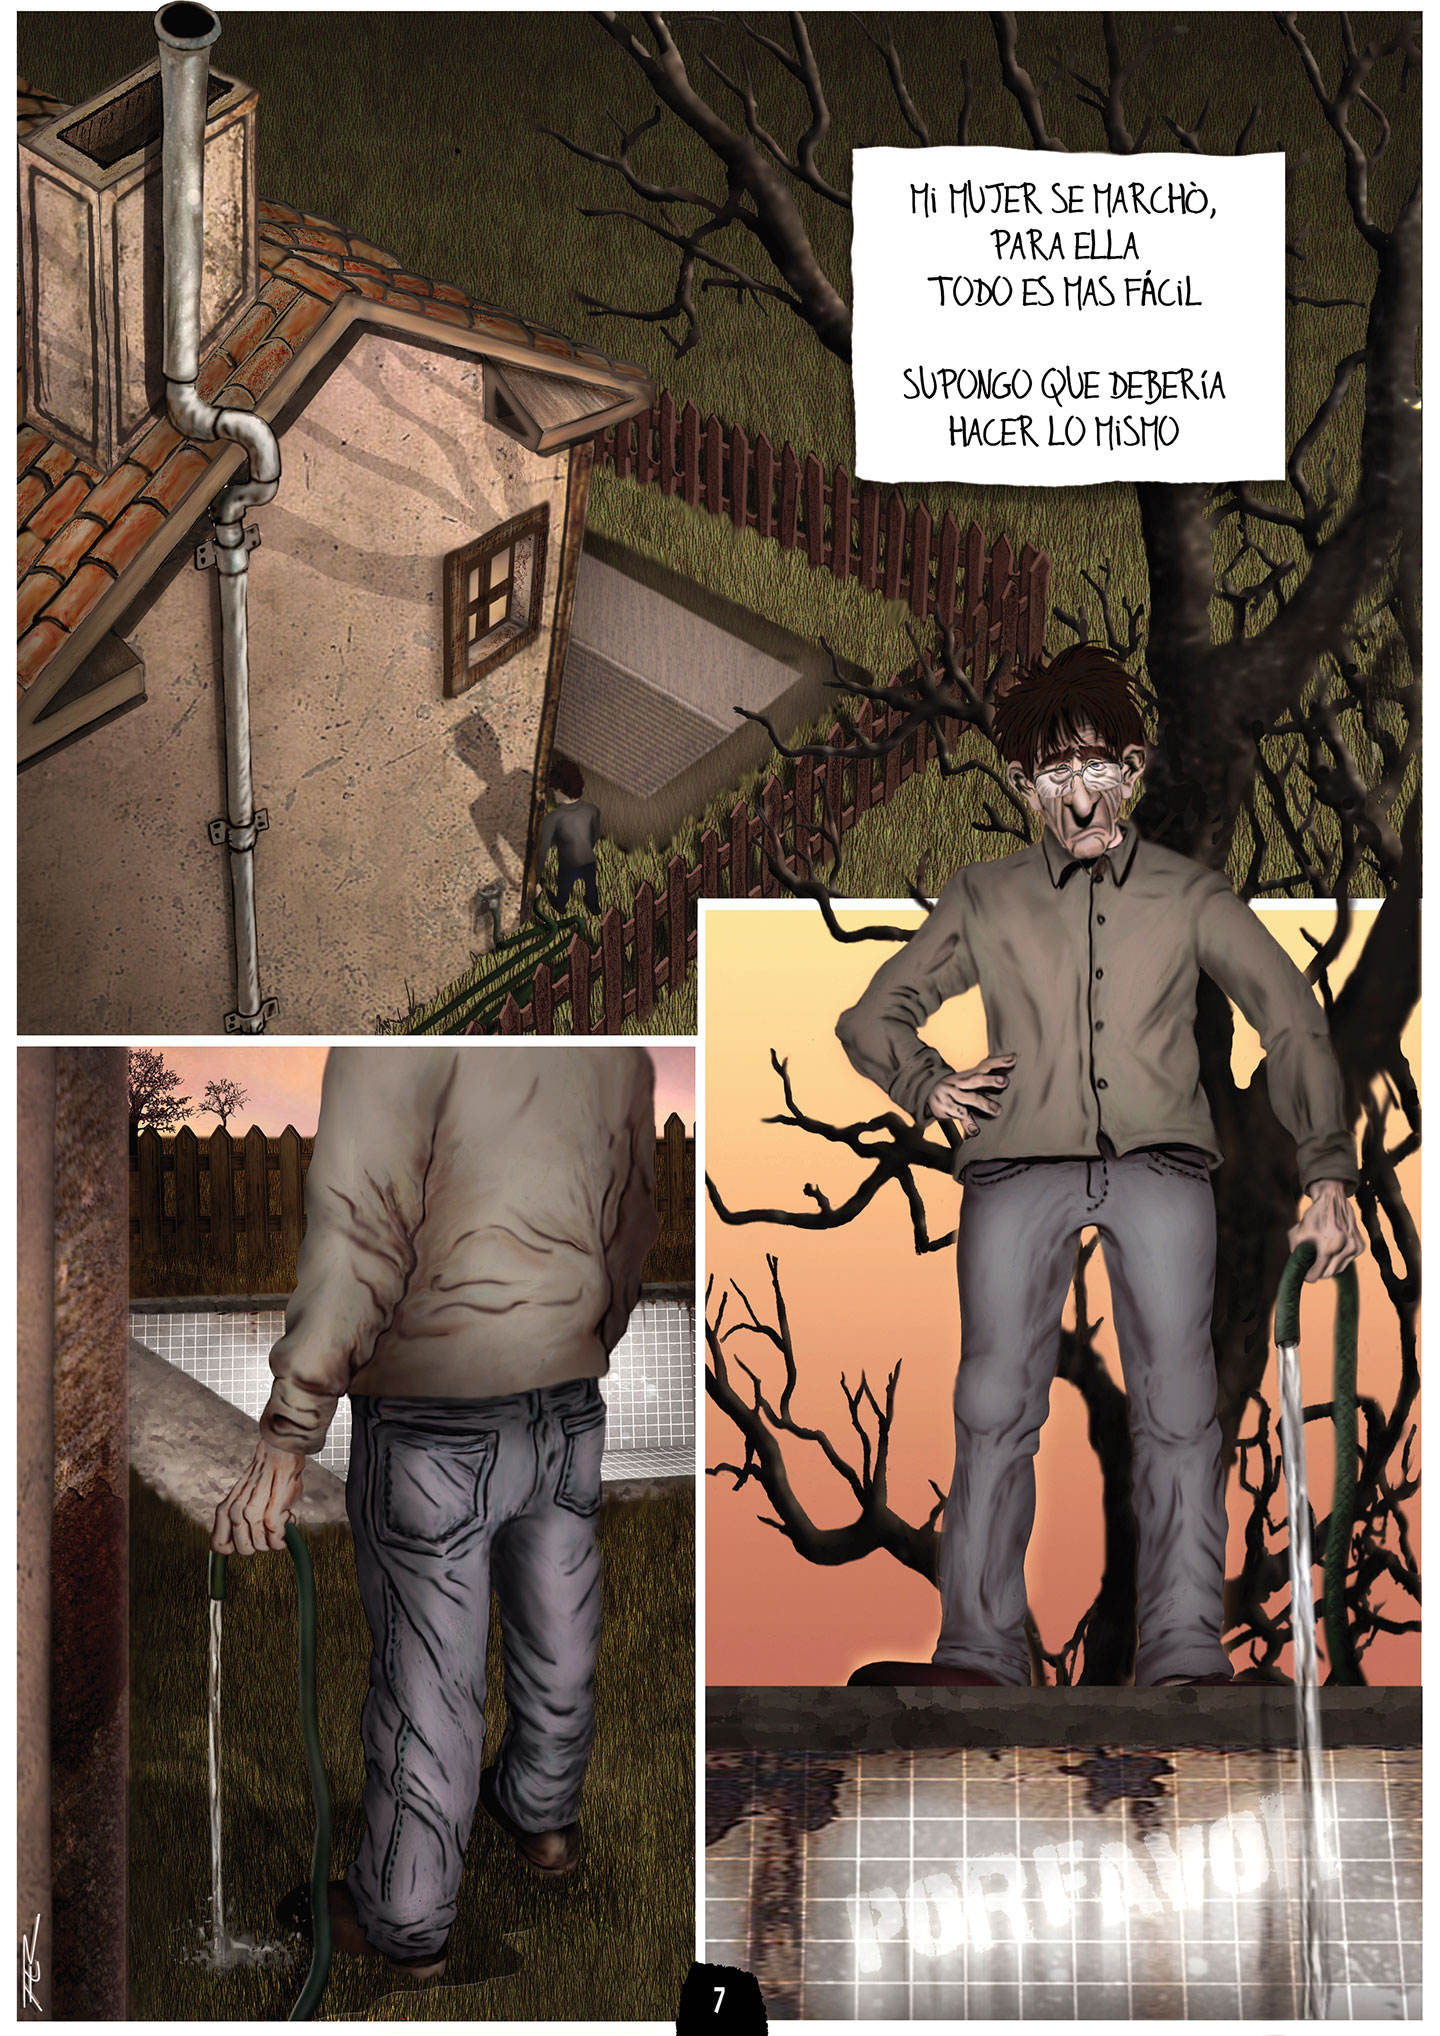 Mi MUJER SE MARCHÒ,
PARA ELLA
TODO ES MAS FÁCiL
SUPONGO QUE DEBERíA
HACER LO MiSMO
PORFAVOR
7